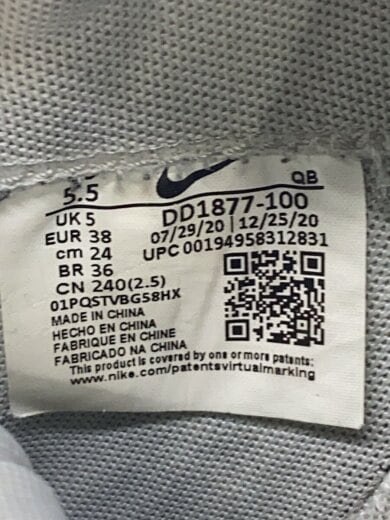 5.5
QB
UK 5
DD1877-100
EUR 38
07/29/20 | 12/25/20
cm 24
UPC 00194958312831
BR 36
CN 240(2.5)
01PQSTVBG58HX
MADE IN CHINA
HECHO EN CHINA
FABRIQUE EN CHINE
FABRICADO NA CHINA
This product is covered by one or more patents:
www.nike.com/patentsvirtualmarking